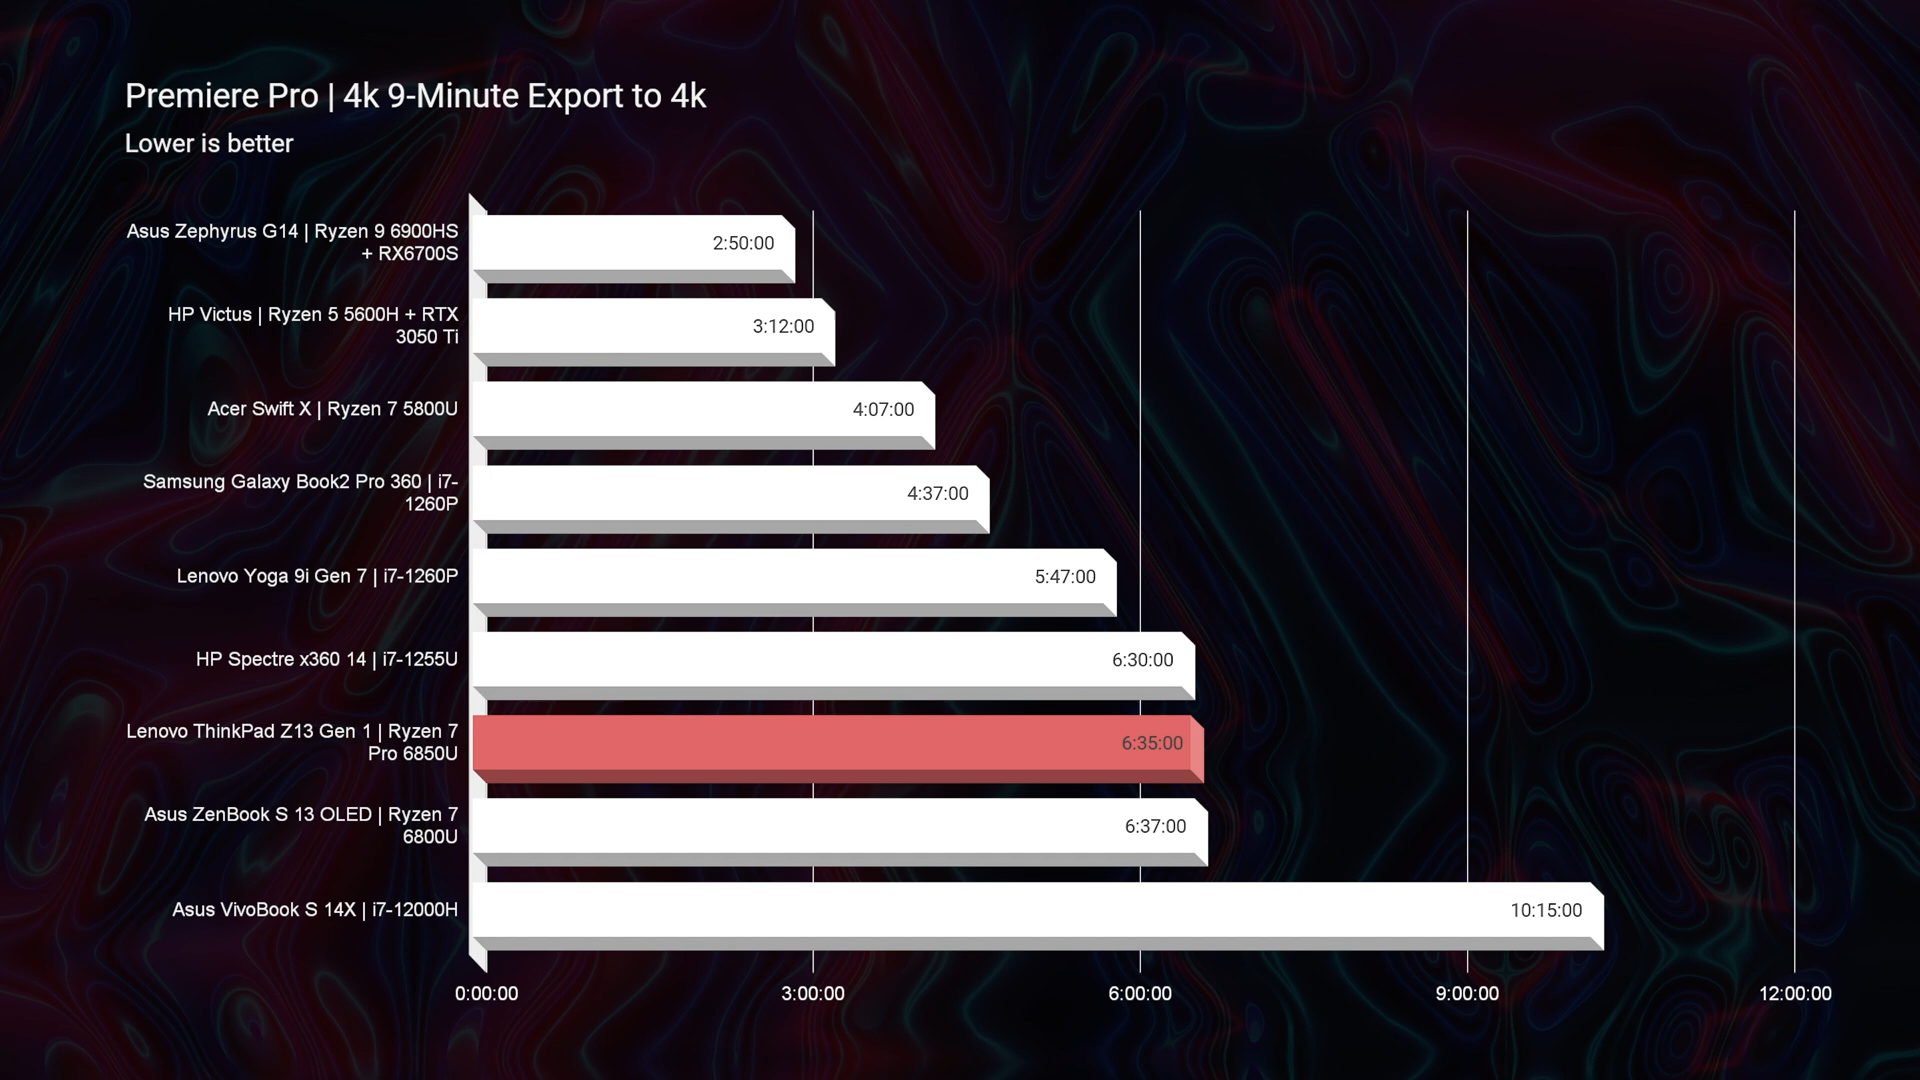 Premiere Pro | 4k 9-Minute Export to 4k
Lower is better
Asus Zephyrus G14 | Ryzen 9 6900HS
+ RX6700S
2:50:00
HP Victus | Ryzen 5 5600H + RTX
3050 Ti
3:12:00
Acer Swift X | Ryzen 7 5800U
4:07:00
Samsung Galaxy Book2 Pro 360 | i7-
1260P
4:37:00
Lenovo Yoga 9i Gen 7 | i7-1260P
5:47:00
HP Spectre x360 14 | i7-1255U
6:30:00
Lenovo ThinkPad Z13 Gen 1 | Ryzen 7
Pro 6850U
6:35:00
Asus ZenBook S 13 OLED | Ryzen 7
6800U
6:37:00
Asus VivoBook S 14X | i7-12000H
10:15:00
0:00:00
3:00:00
6:00:00
9:00:00
12:00:00